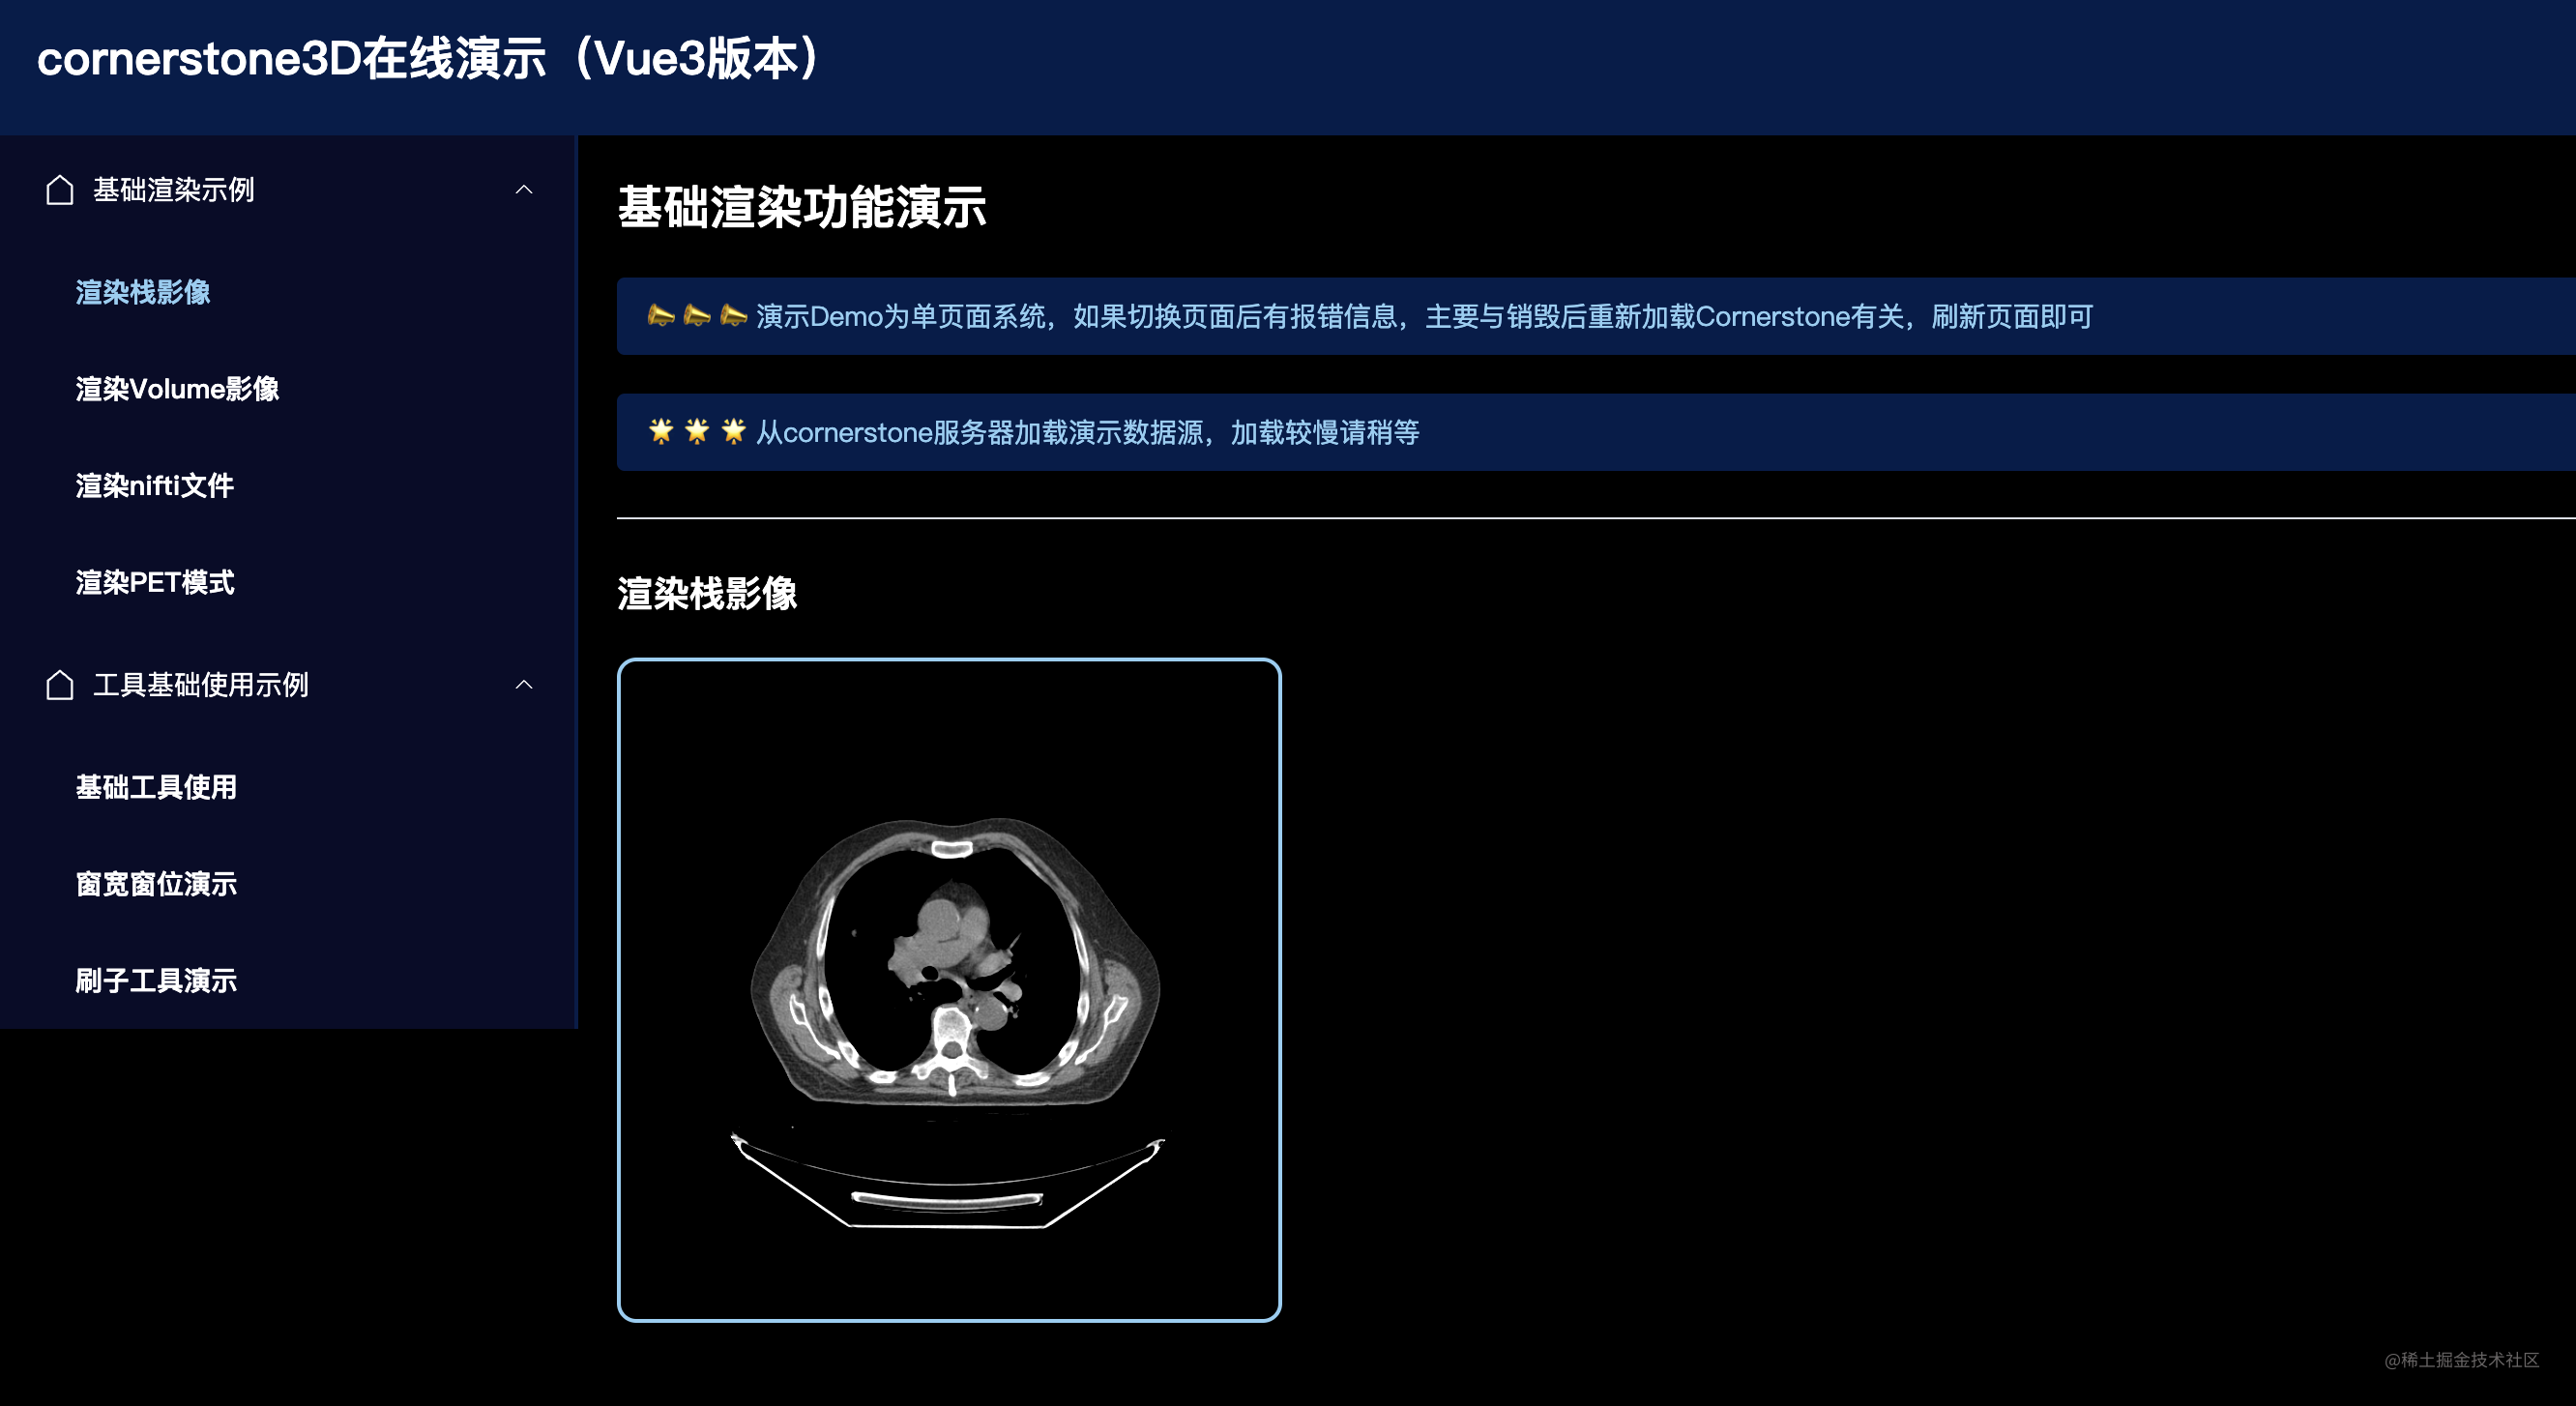 cornerstone3D在线演示（Vue3版本）
基础渲染示例
渲染栈影像
渲染Volume影像
渲染nifti文件
渲染PET模式
工具基础使用示例
基础工具使用
窗宽窗位演示
刷子工具演示
基础渲染功能演示
📣 📣 📣 演示Demo为单页面系统，如果切换页面后有报错信息，主要与销毁后重新加载Cornerstone有关，刷新页面即可
🌟 🌟 🌟 从cornerstone服务器加载演示数据源，加载较慢请稍等
渲染栈影像
@稀土掘金技术社区